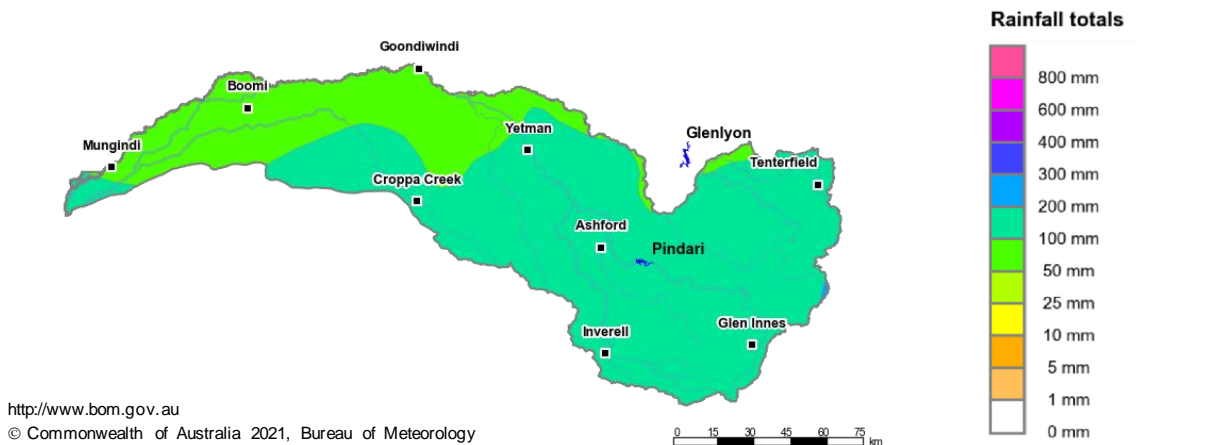 Rainfall totals
Goondiwindi
Boomi
Mungindi
Yetman
Glenlyon
Tenterfield
Croppa Creek
Ashford
Pindari
Inverell
Glen Innes
800 mm
600 mm
400 mm
300 mm
200 mm
100 mm
50 mm
25 mm
10 mm
5 mm
1 mm
0 mm
http://www.bom.gov.au
© Commonwealth of Australia 2021, Bureau of Meteorology
0 15 30 45 60 75
km